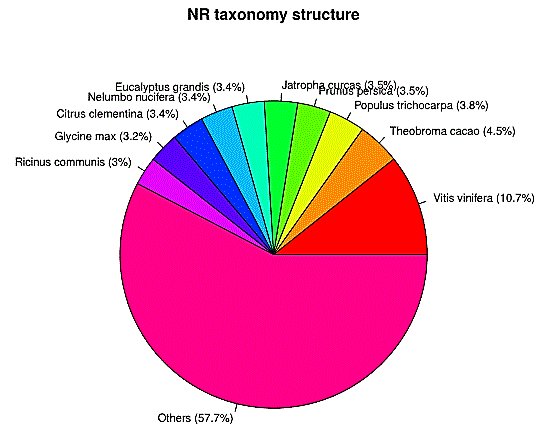 NR taxonomy structure
Jatropha curcas (3.5%)
Prunus persica (3.5%)
Eucalyptus grandis (3.4%)
Nelumbo nucifera (3.4%)
Populus trichocarpa (3.8%)
Citrus clementina (3.4%)
Theobroma cacao (4.5%)
Glycine max (3.2%)
Ricinus communis (3%)
Vitis vinifera (10.7%)
Others (57.7%)